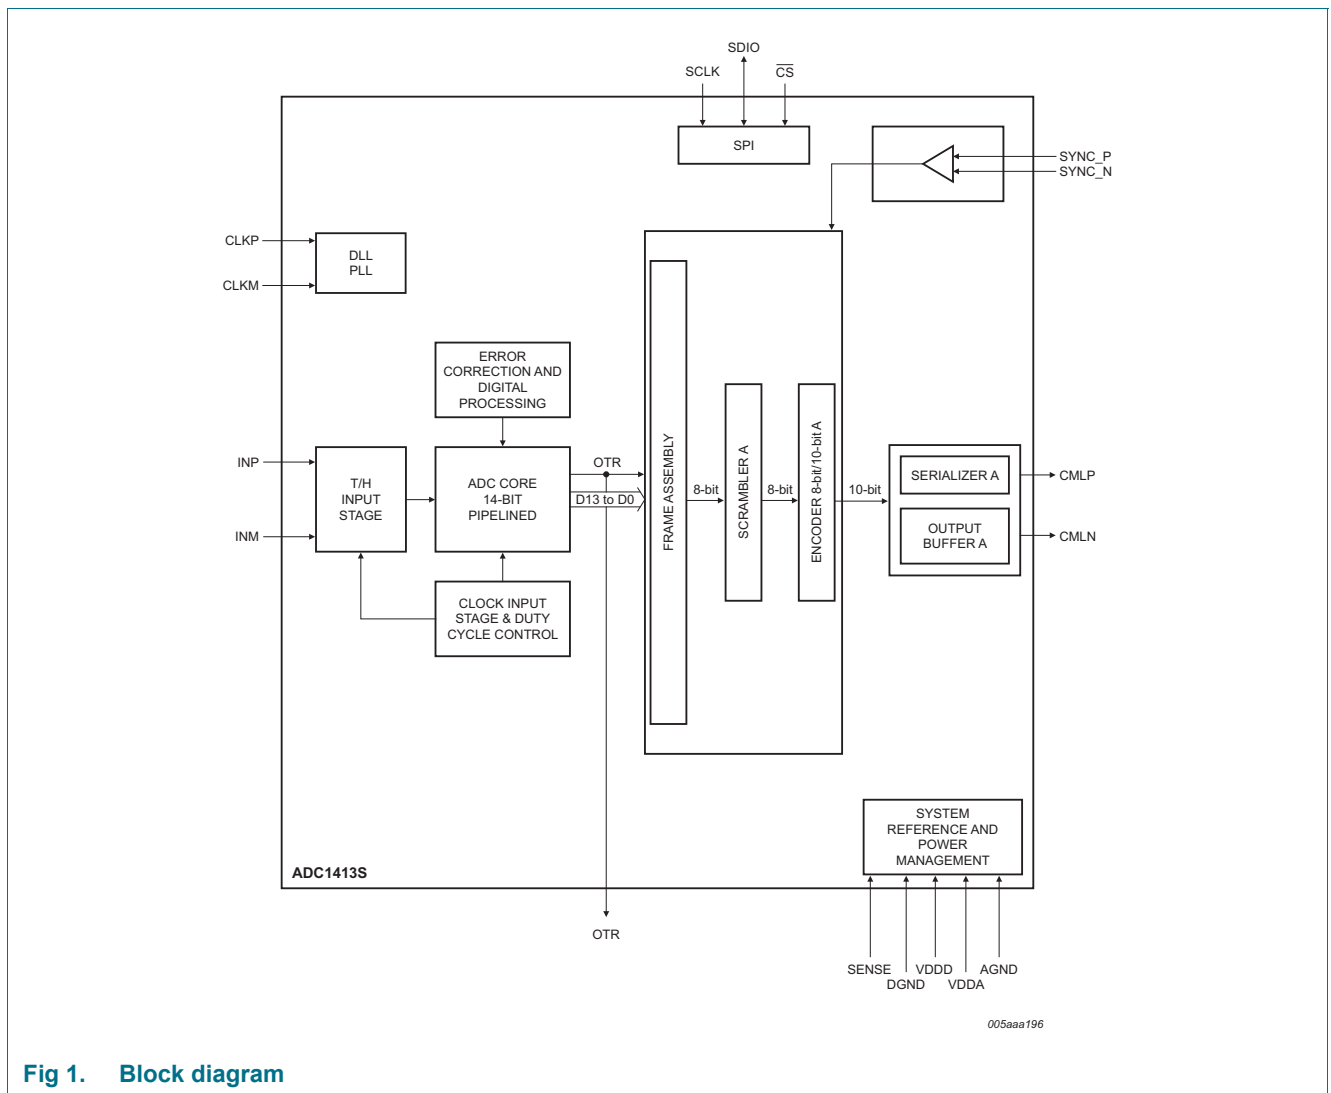 SDIO
SCLK
CS
SPI
SYNC_P
SYNC_N
CLKP
CLKM
DLL
PLL
ERROR
CORRECTION AND
DIGITAL
PROCESSING
INP
INM
T/H
INPUT
STAGE
ADC CORE
14-BIT
PIPELINED
OTR
D13 to D0
CLOCK INPUT
STAGE & DUTY
CYCLE CONTROL
FRAME ASSEMBLY
8-bit
SCRAMBLER A
8-bit
ENCODER 8-bit/10-bit A
10-bit
SERIALIZER A
OUTPUT
BUFFER A
CMLP
CMLN
SYSTEM
REFERENCE AND
POWER
MANAGEMENT
ADC1413S
OTR
SENSE
DGND
VDDD
VDDA
AGND
005aaa196
Fig 1. Block diagram